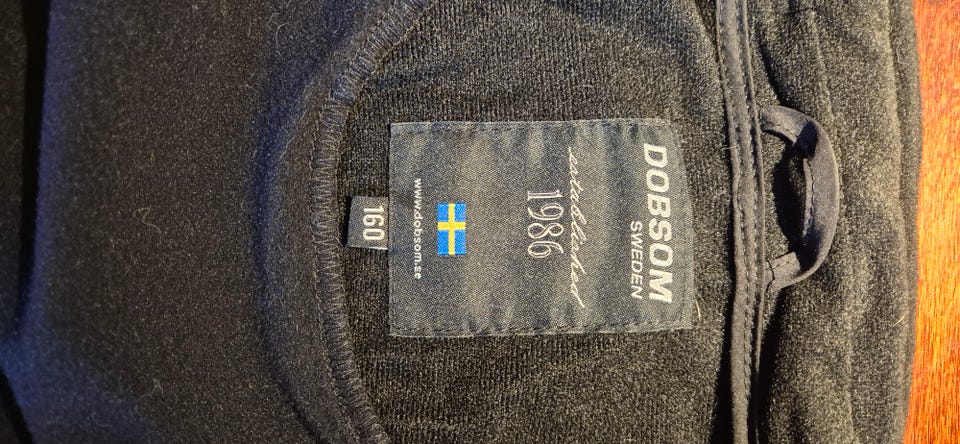 DOBSOM
SWEDEN
established
1986
www.dobsom.se
160